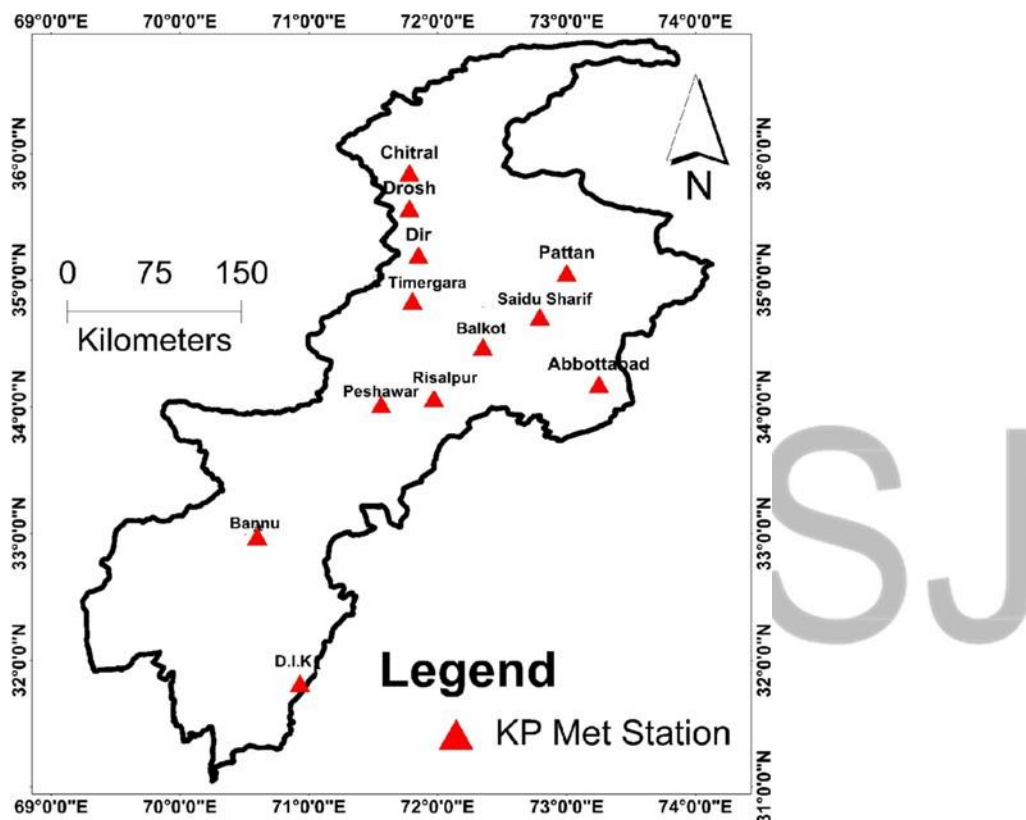 69°0'0"E 70°0'0"E 71°0'0"E 72°0'0"E 73°0'0"E 74°0'0"E
36°0'0"N
35°0'0"N
34°0'0"N
33°0'0"N
32°0'0"N
Chitral
Drosh
Dir
Timergara
Pattan
Saidu Sharif
Balkot
Abbottabad
Risalpur
Peshawar
Bannu
D.I.K
N
0 75 150
Kilometers
Legend
KP Met Station
36°0'0"N
35°0'0"N
34°0'0"N
33°0'0"N
32°0'0"N
31°0'0"N
69°0'0"E 70°0'0"E 71°0'0"E 72°0'0"E 73°0'0"E 74°0'0"E
SJ